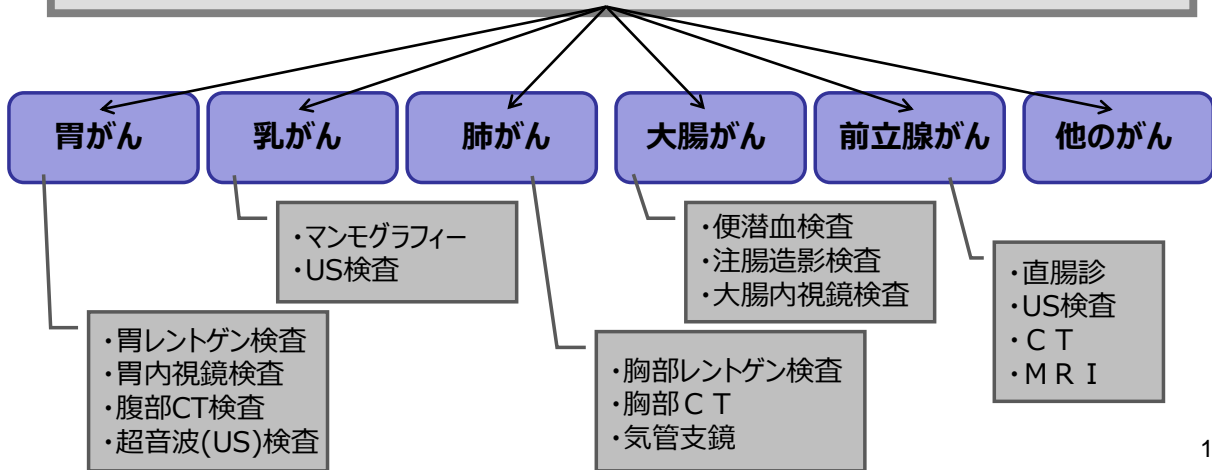 胃がん
乳がん
肺がん
大腸がん
前立腺がん
他のがん
・マンモグラフィー
・US検査
・便潜血検査
・注腸造影検査
・大腸内視鏡検査
・直腸診
・US検査
・ＣＴ
・ＭＲＩ
・胃レントゲン検査
・胃内視鏡検査
・腹部CT検査
・超音波(US)検査
・胸部レントゲン検査
・胸部ＣＴ
・気管支鏡
1